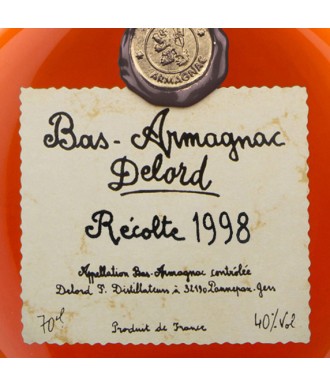 ARMAGNAC
Bas-Armagnac
Delord
Récolte 1998
Appellation Bas-Armagnac contrôlée
Delord F. Distillateurs à 32190 Lannepax-Gers
70cl
40% Vol
Produit de France